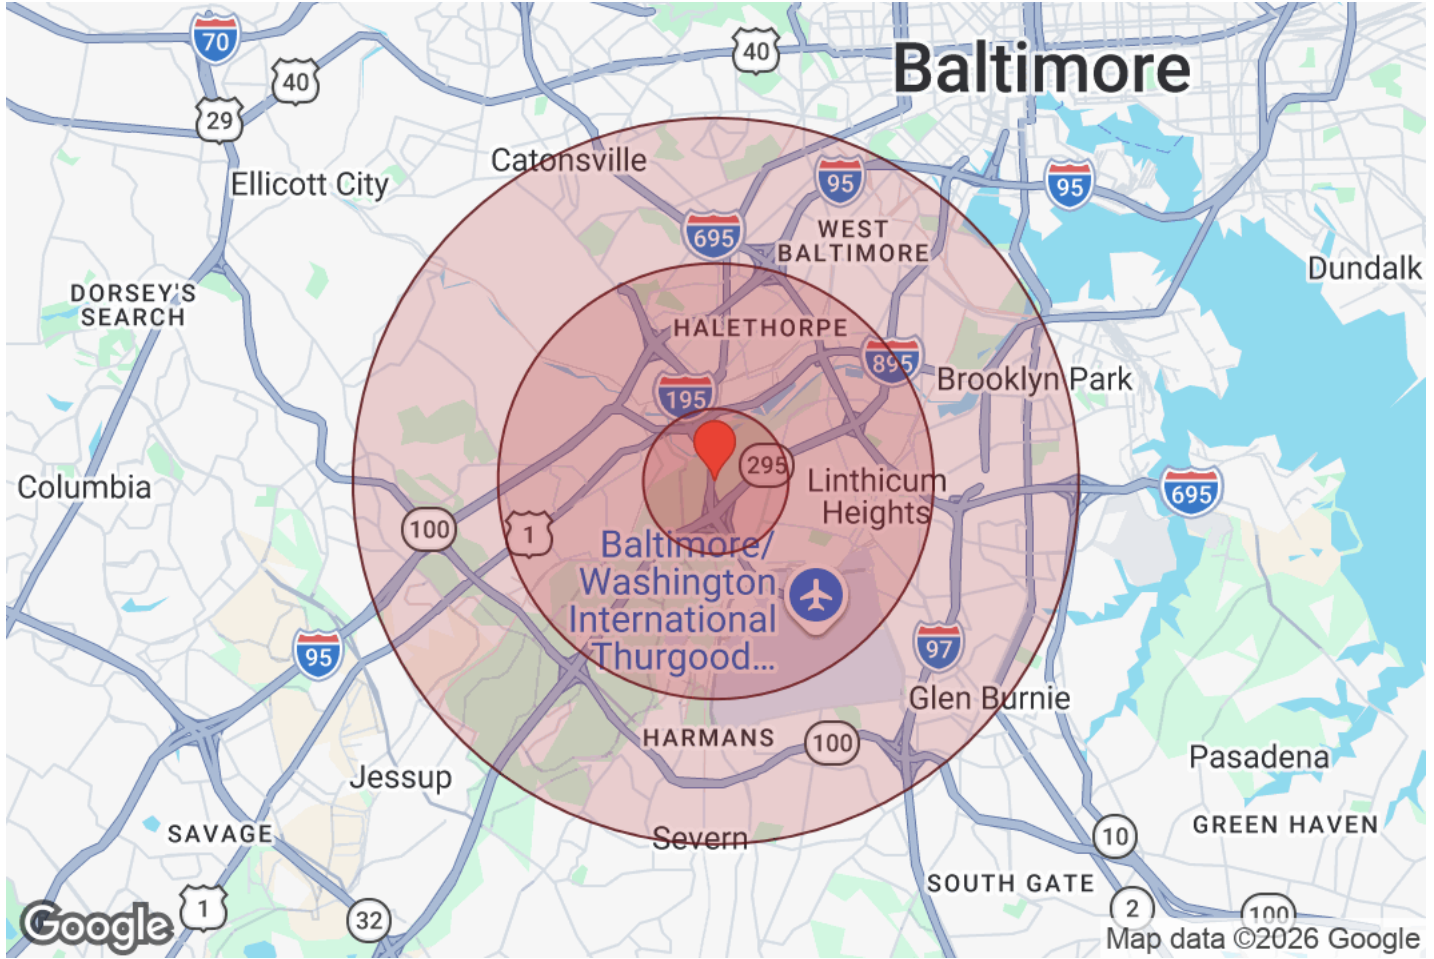 70
40
40
Baltimore
29
Catonsville
Ellicott City
95
95
695
WEST
BALTIMORE
Dundalk
DORSEY'S
SEARCH
HALETHORPE
895
Brooklyn Park
195
295
Columbia
Linthicum
Heights
695
100
1
Baltimore/
Washington
International
Thurgood...
95
97
Glen Burnie
HARMANS
100
Pasadena
Jessup
SAVAGE
Severn
10
GREEN HAVEN
SOUTH GATE
1
32
2
100
Google
Map data ©2026 Google